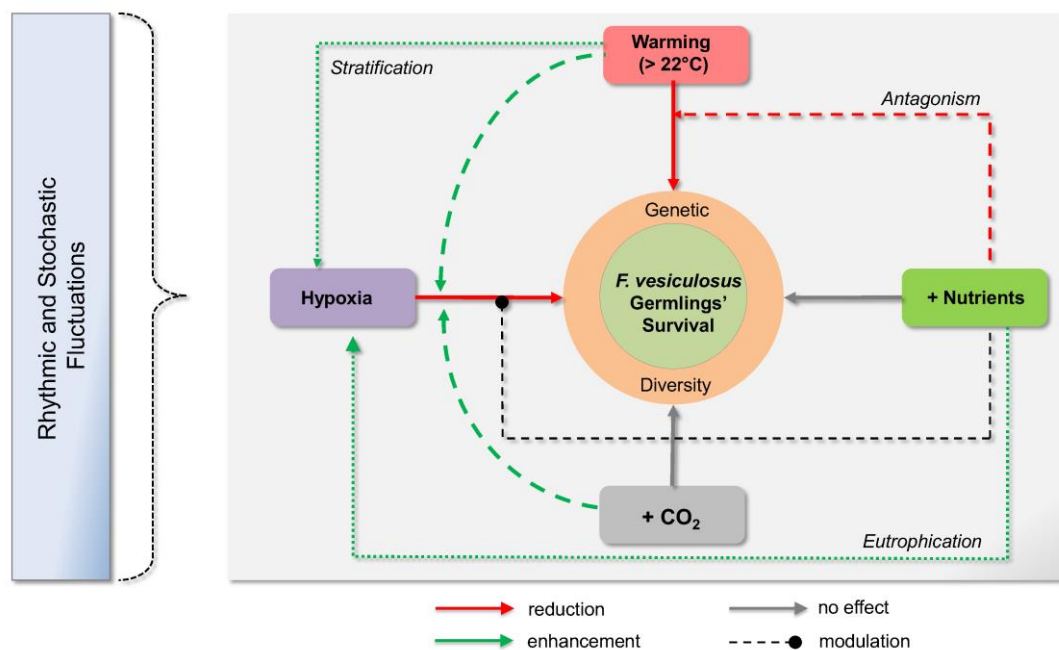 Rhythmic and Stochastic
Fluctuations
Warming
(> 22°C)
Stratification
Antagonism
Genetic
Hypoxia
F. vesiculosus
Germlings’
Survival
+ Nutrients
Diversity
+ CO₂
Eutrophication
reduction
no effect
enhancement
modulation